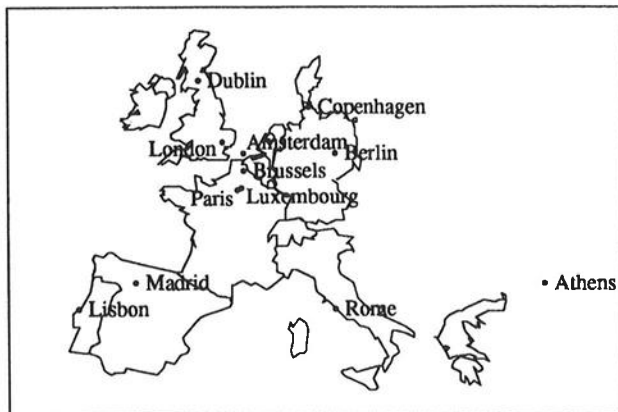 Dublin
Copenhagen
London
Amsterdam
Berlin
Brussels
Paris
Luxembourg
Madrid
Athens
Lisbon
Rome